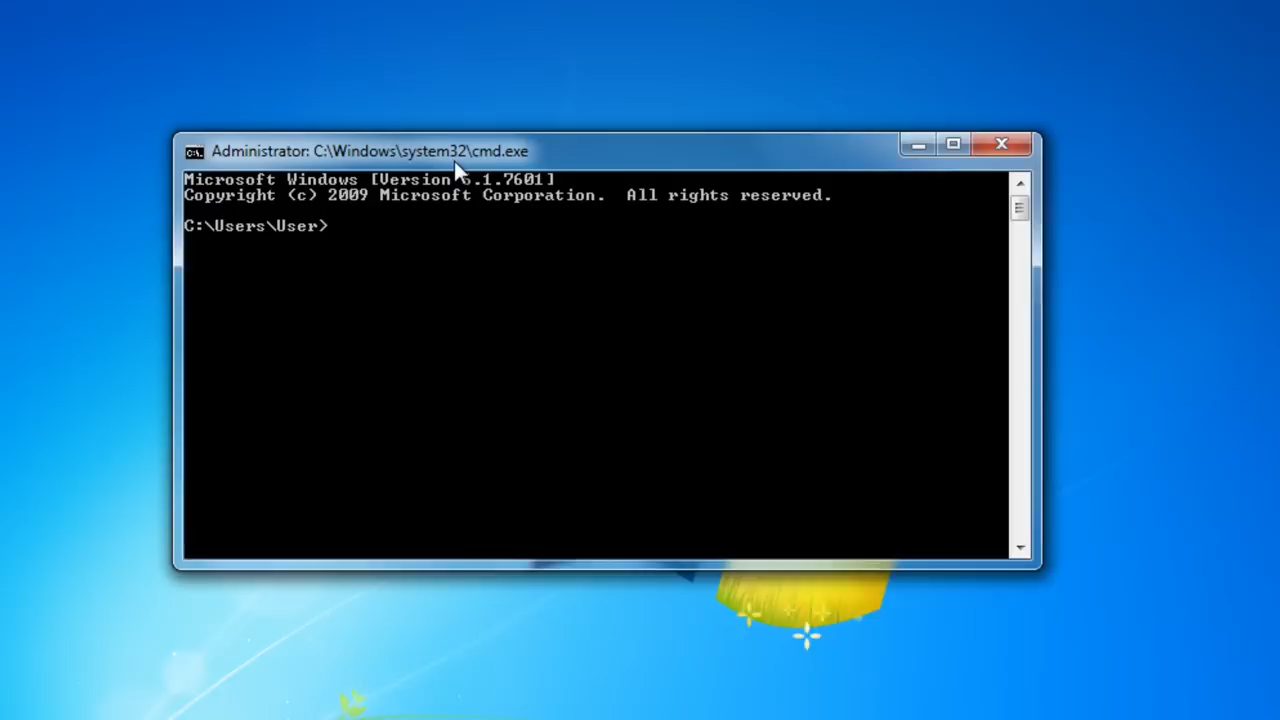 Administrator: C:\Windows\system32\cmd.exe
Microsoft Windows [Version 6.1.7601]
Copyright (c) 2009 Microsoft Corporation.  All rights reserved.
C:\Users\User>